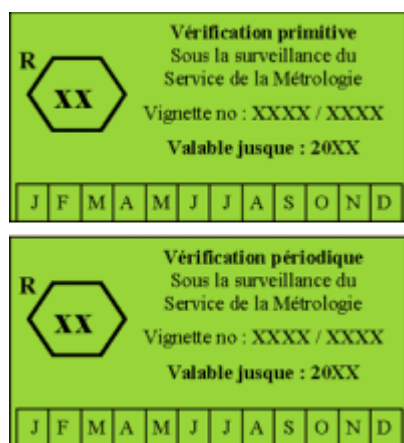 Vérification primitive
Sous la surveillance du
R
Service de la Métrologie
xx
Vignette no : XXXX / XXXX
Valable jusque : 20XX
J F M A M J J A S O N D
Vérification périodique
Sous la surveillance du
R
Service de la Métrologie
xx
Vignette no : XXXX / XXXX
Valable jusque : 20XX
J F M A M J J A S O N D